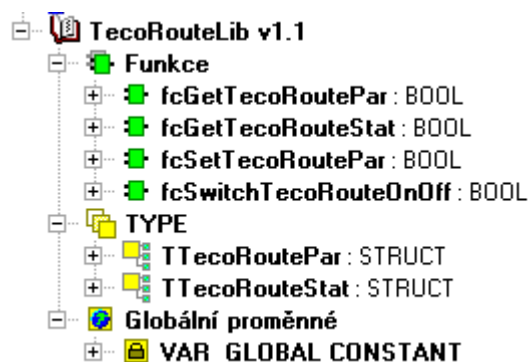 TecoRouteLib v1.1
Funkce
fcGetTecoRoutePar : BOOL
fcGetTecoRouteStat : BOOL
fcSetTecoRoutePar : BOOL
fcSwitchTecoRouteOnOff : BOOL
TYPE
TTecoRoutePar : STRUCT
TTecoRouteStat : STRUCT
Globální proměnné
VAR_GLOBAL CONSTANT